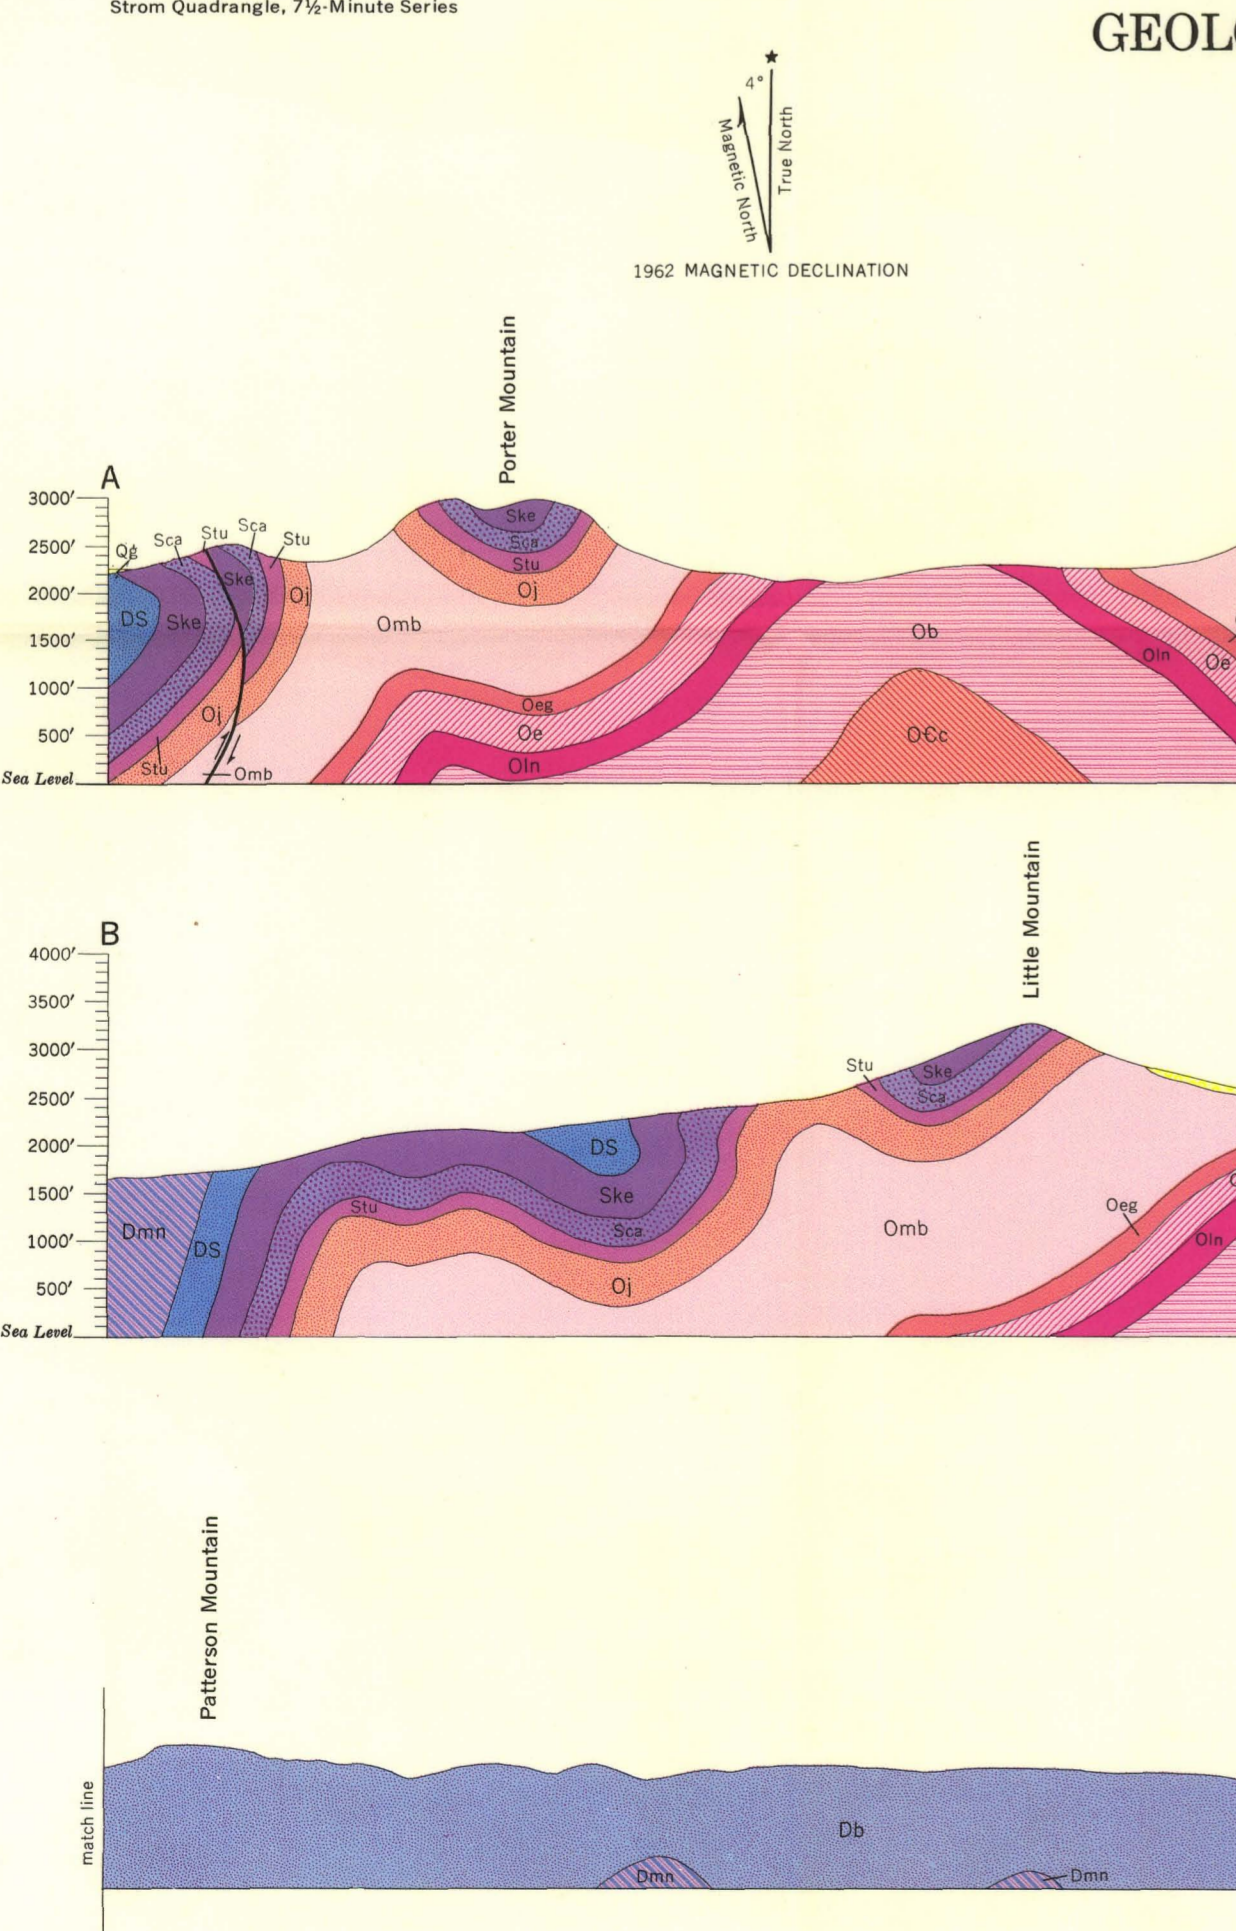 Strom Quadrangle, 7½-Minute Series
GEOL
4°
Magnetic North
True North
1962 MAGNETIC DECLINATION
Porter Mountain
A
3000′
2500′
2000′
1500′
1000′
500′
Sea Level
Qg
Sca
Stu
Sca
Stu
DS
Ske
Ske
Oj
Oj
Stu
Omb
Omb
Ske
Sca
Stu
Oj
Oeg
Oe
Oln
Ob
O€c
Oln
Oe
Little Mountain
B
4000′
3500′
3000′
2500′
2000′
1500′
1000′
500′
Sea Level
Dmn
DS
Stu
DS
Ske
Sca
Oj
Stu
Ske
Sca
Omb
Oeg
Oln
Patterson Mountain
match line
Db
Dmn
Dmn